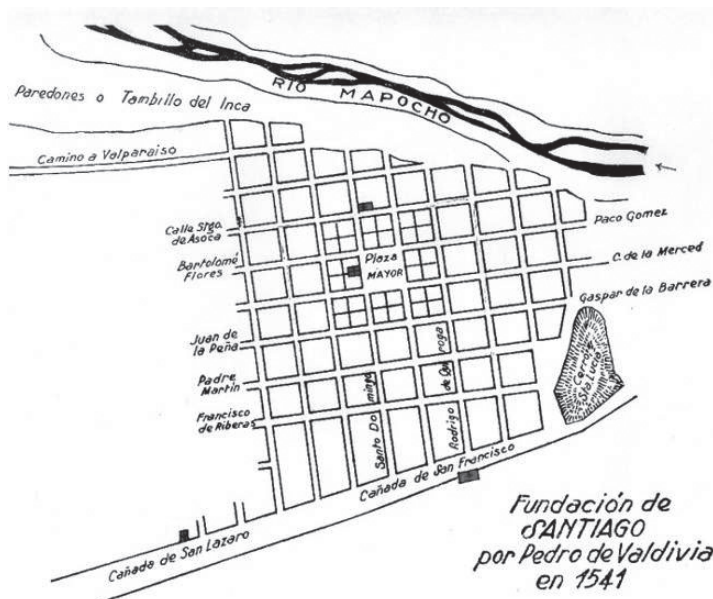 RIO MAPOCHO
Paredones o Tambillo del Inca
Camino a Valparaiso
Calle Stgo.
de Asoca
Paco Gomez
Bartolomé
Flores
Plaza
MAYOR
C. de la Merced
Gaspar de la Barrera
Juan de
la Peña
Padre
Martín
Francisco
de Riberas
Santo Domingo
Rodrigo de Quiroga
Cerro
Sta Lucia
Cañada de San Francisco
Cañada de San Lazaro
Fundación de
SANTIAGO
por Pedro de Valdivia
en 1541